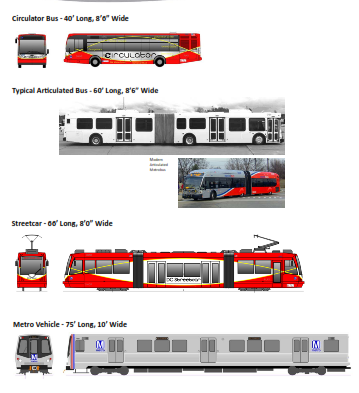 Circulator Bus - 40' Long, 8'6" Wide
circulator
Typical Articulated Bus - 60' Long, 8'6" Wide
Modern
Articulated
Metrobus
Streetcar - 66' Long, 8'0" Wide
DC Streetcar
Metro Vehicle - 75' Long, 10' Wide
M
M
M
metro